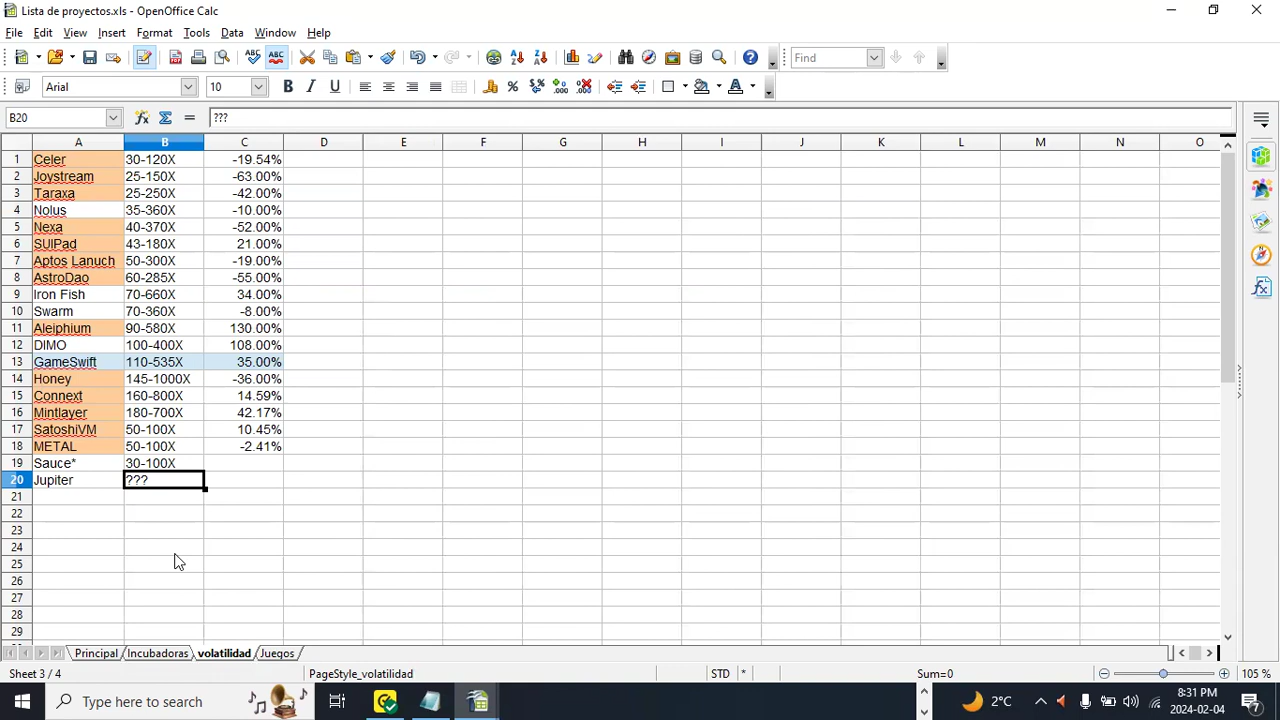 Lista de proyectos.xls - OpenOffice Calc
File Edit View Insert Format Tools Data Window Help
Find
Arial 10
B20 ???
A B C D E F G H I J K L M N O
1 Celer 30-120X -19.54%
2 Joystream 25-150X -63.00%
3 Taraxa 25-250X -42.00%
4 Nolus 35-360X -10.00%
5 Nexa 40-370X -52.00%
6 SUIPad 43-180X 21.00%
7 Aptos Lanuch 50-300X -19.00%
8 AstroDao 60-285X -55.00%
9 Iron Fish 70-660X 34.00%
10 Swarm 70-360X -8.00%
11 Aleiphium 90-580X 130.00%
12 DIMO 100-400X 108.00%
13 GameSwift 110-535X 35.00%
14 Honey 145-1000X -36.00%
15 Connext 160-800X 14.59%
16 Mintlayer 180-700X 42.17%
17 SatoshiVM 50-100X 10.45%
18 METAL 50-100X -2.41%
19 Sauce* 30-100X
20 Jupiter ???
21
22
23
24
25
26
27
28
29
Principal Incubadoras volatilidad Juegos
Sheet 3 / 4 PageStyle_volatilidad STD * Sum=0 105 %
Type here to search 2°C 8:31 PM
2024-02-04 7